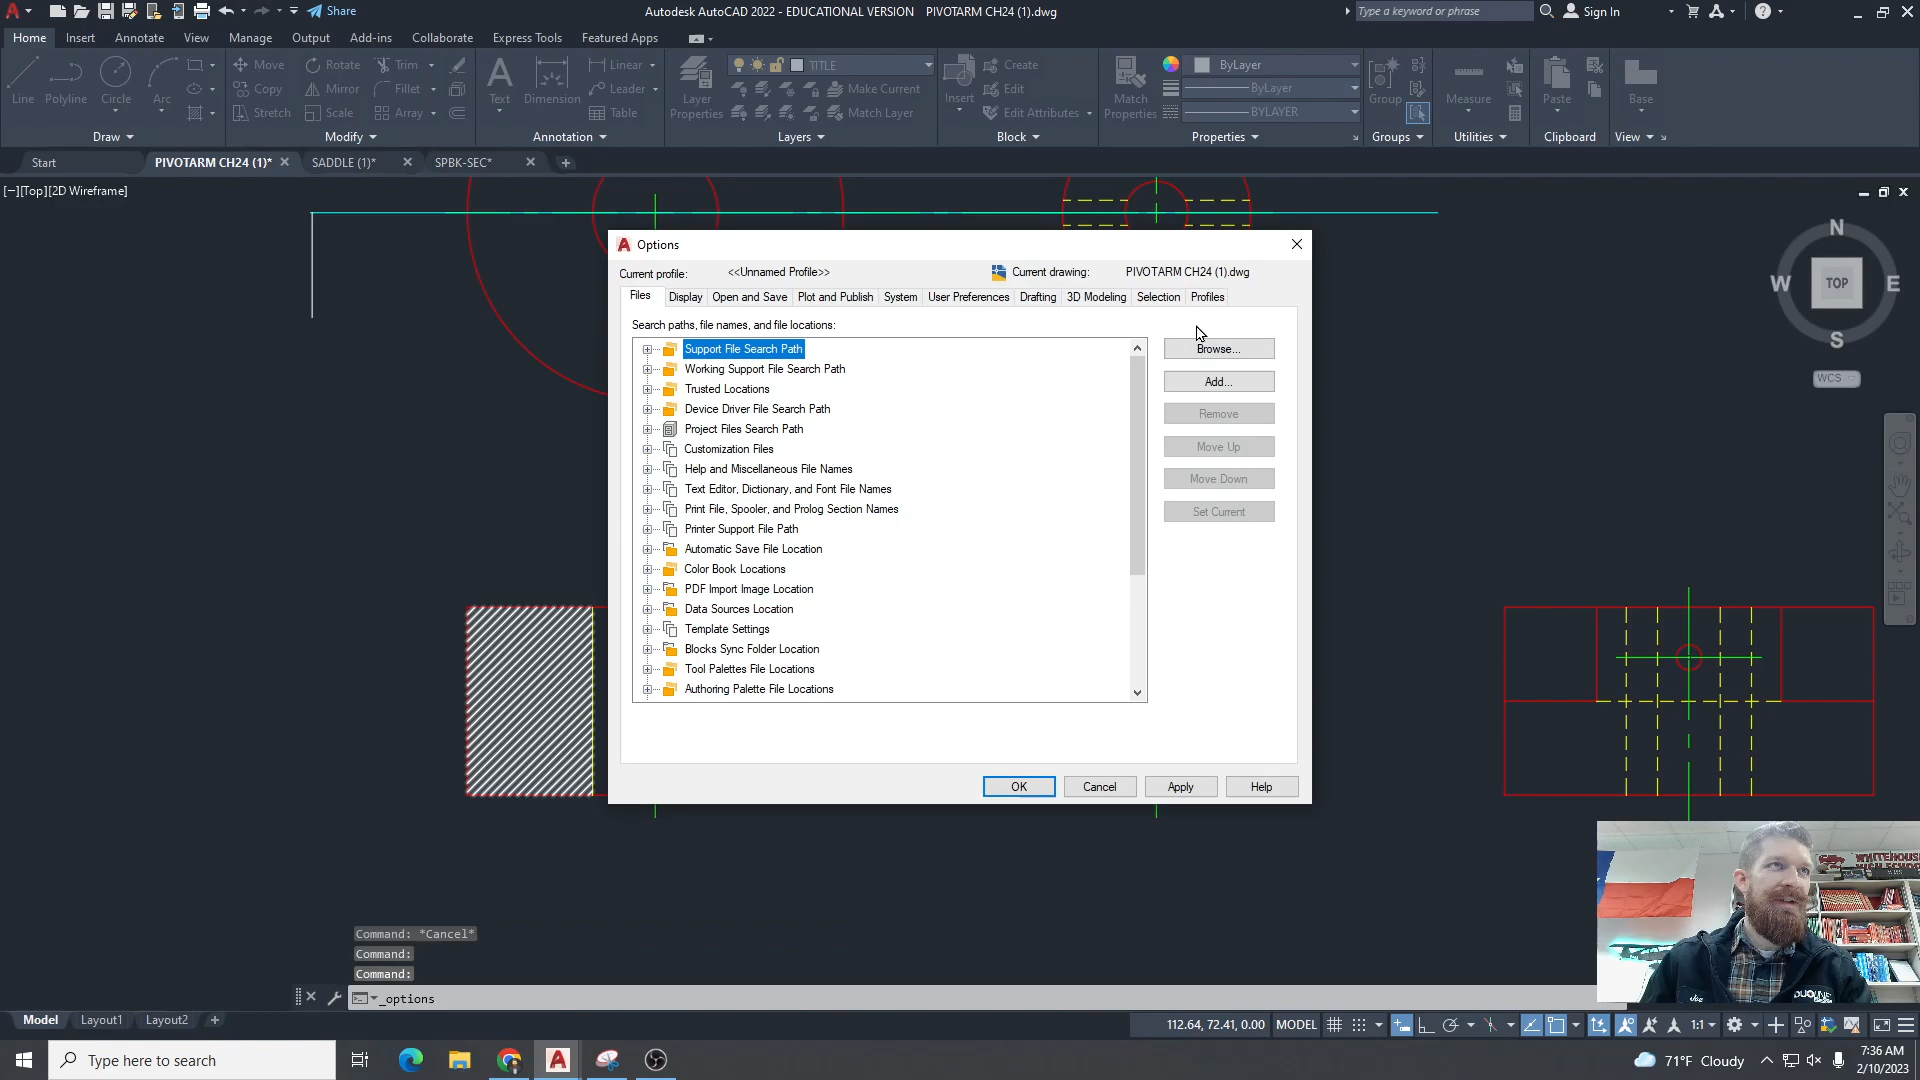 Share
Autodesk AutoCAD 2022 - EDUCATIONAL VERSION PIVOTARM CH24 (1).dwg
Type a keyword or phrase
Sign In
Home Insert Annotate View Manage Output Add-ins Collaborate Express Tools Featured Apps
Line Polyline Circle Arc
Move Rotate Trim
Copy Mirror Fillet
Stretch Scale Array
Text Dimension
Linear
Leader
Table
Layer Properties
TITLE
Make Current
Match Layer
Insert
Create
Edit
Edit Attributes
Match Properties
ByLayer
ByLayer
BYLAYER
Group
Measure
Paste
Base
Draw Modify Annotation Layers Block Properties Groups Utilities Clipboard View
Start PIVOTARM CH24 (1)* SADDLE (1)* SPBK-SEC*
[−][Top][2D Wireframe]
N
W TOP E
S
WCS
Options
Current profile: <<Unnamed Profile>> Current drawing: PIVOTARM CH24 (1).dwg
Files Display Open and Save Plot and Publish System User Preferences Drafting 3D Modeling Selection Profiles
Search paths, file names, and file locations:
Support File Search Path
Working Support File Search Path
Trusted Locations
Device Driver File Search Path
Project Files Search Path
Customization Files
Help and Miscellaneous File Names
Text Editor, Dictionary, and Font File Names
Print File, Spooler, and Prolog Section Names
Printer Support File Path
Automatic Save File Location
Color Book Locations
PDF Import Image Location
Data Sources Location
Template Settings
Blocks Sync Folder Location
Tool Palettes File Locations
Authoring Palette File Locations
Browse...
Add...
Remove
Move Up
Move Down
Set Current
OK Cancel Apply Help
WHITEHOUSE
HIGH SCHOOL
Joe
Command: *Cancel*
Command:
Command:
_options
Model Layout1 Layout2
112.64, 72.41, 0.00 MODEL 1:1
Type here to search
71°F Cloudy
7:36 AM
2/10/2023